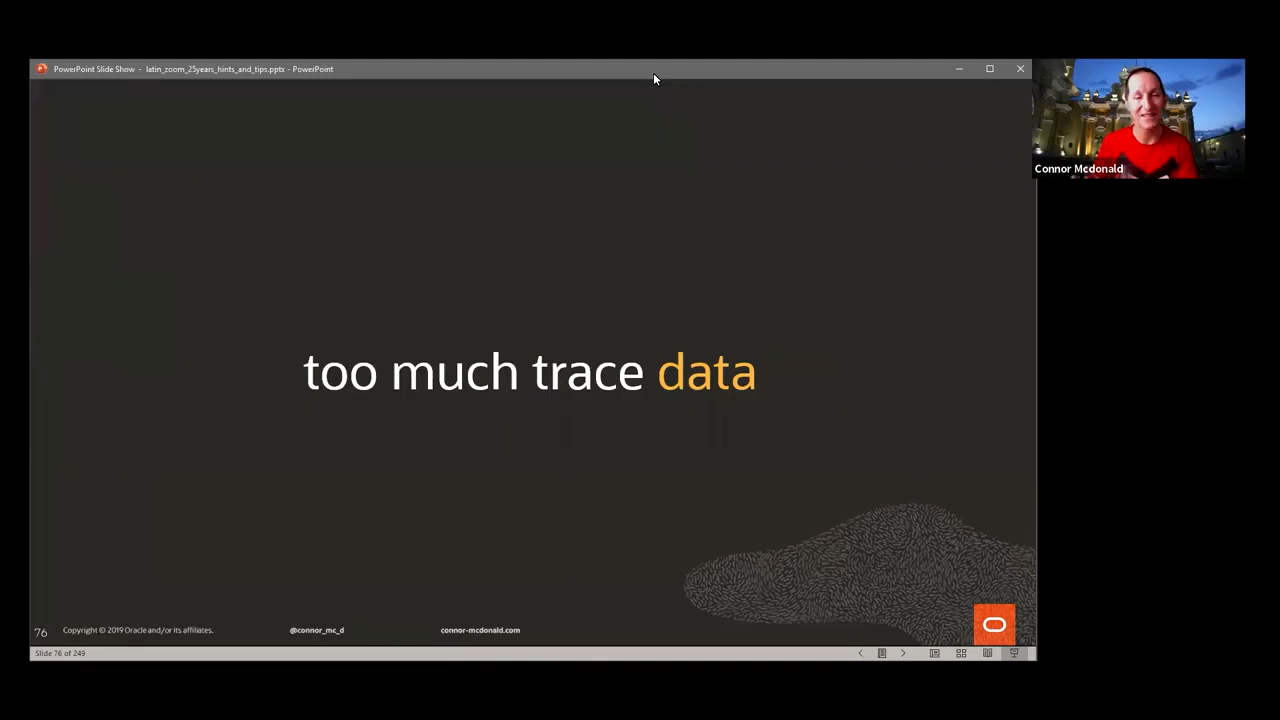 PowerPoint Slide Show - latin_zoom_25years_hints_and_tips.pptx - PowerPoint
Connor Mcdonald
too much trace data
76
Copyright © 2019 Oracle and/or its affiliates.
@connor_mc_d
connor-mcdonald.com
Slide 76 of 249